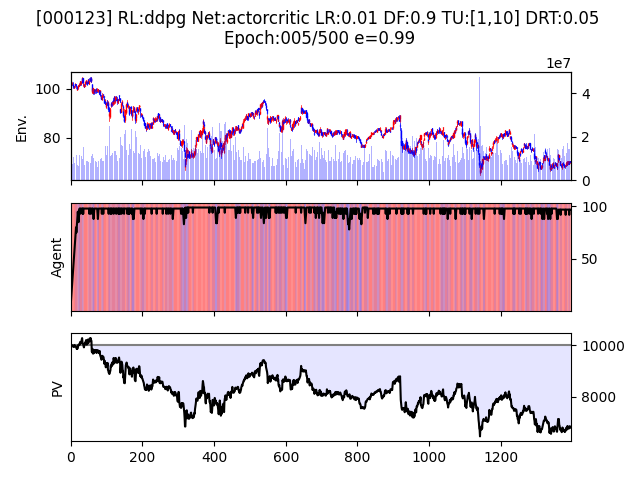 [000123] RL:ddpg Net:actorcritic LR:0.01 DF:0.9 TU:[1,10] DRT:0.05
Epoch:005/500 e=0.99
1e7
Env.
100
80
4
2
0
Agent
100
50
PV
10000
8000
0 200 400 600 800 1000 1200